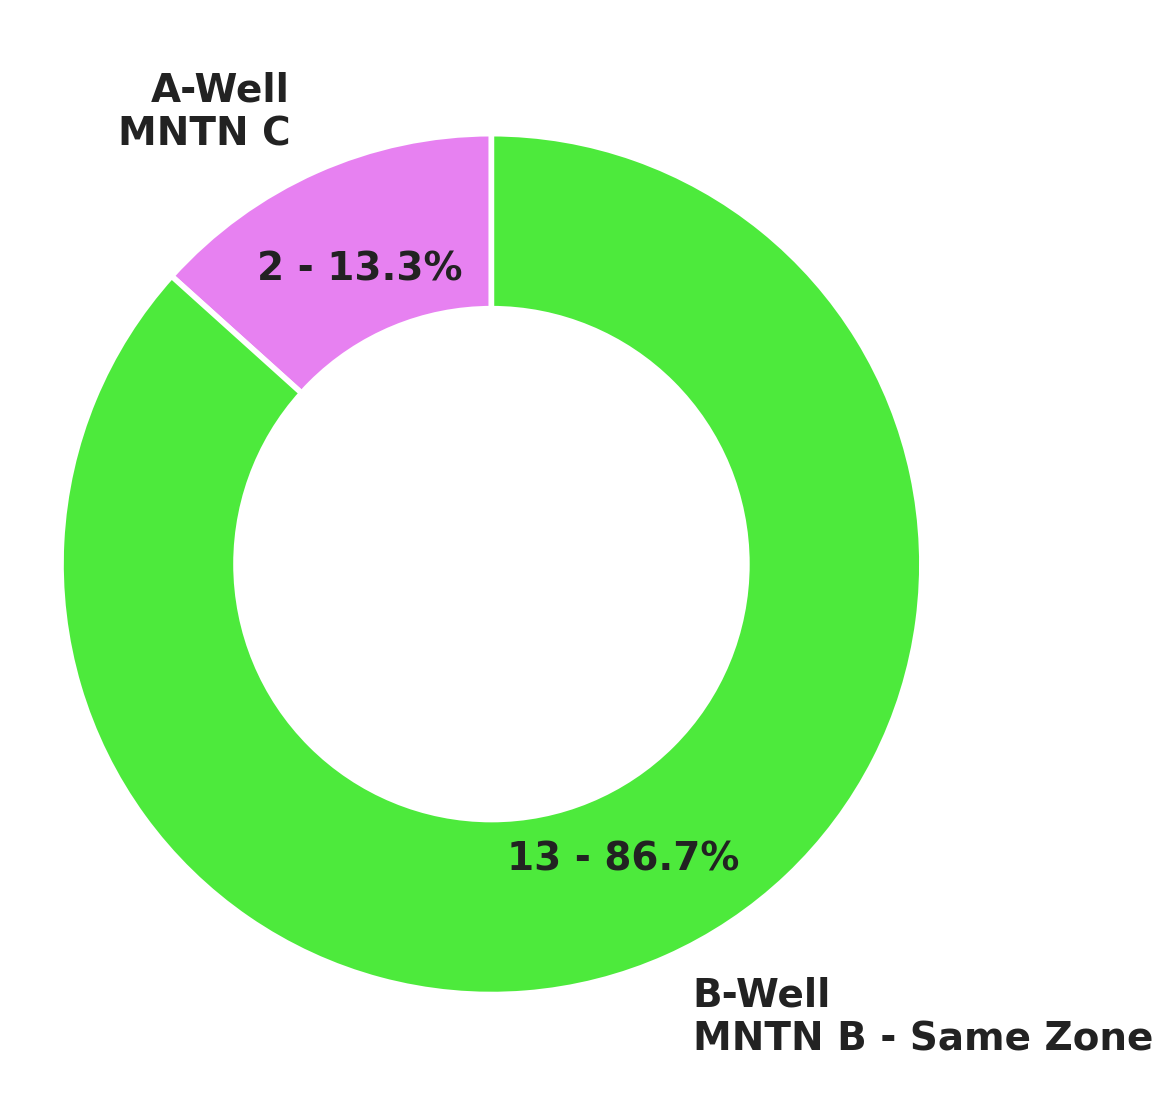 A-Well
MNTN C
2 - 13.3%
13 - 86.7%
B-Well
MNTN B - Same Zone